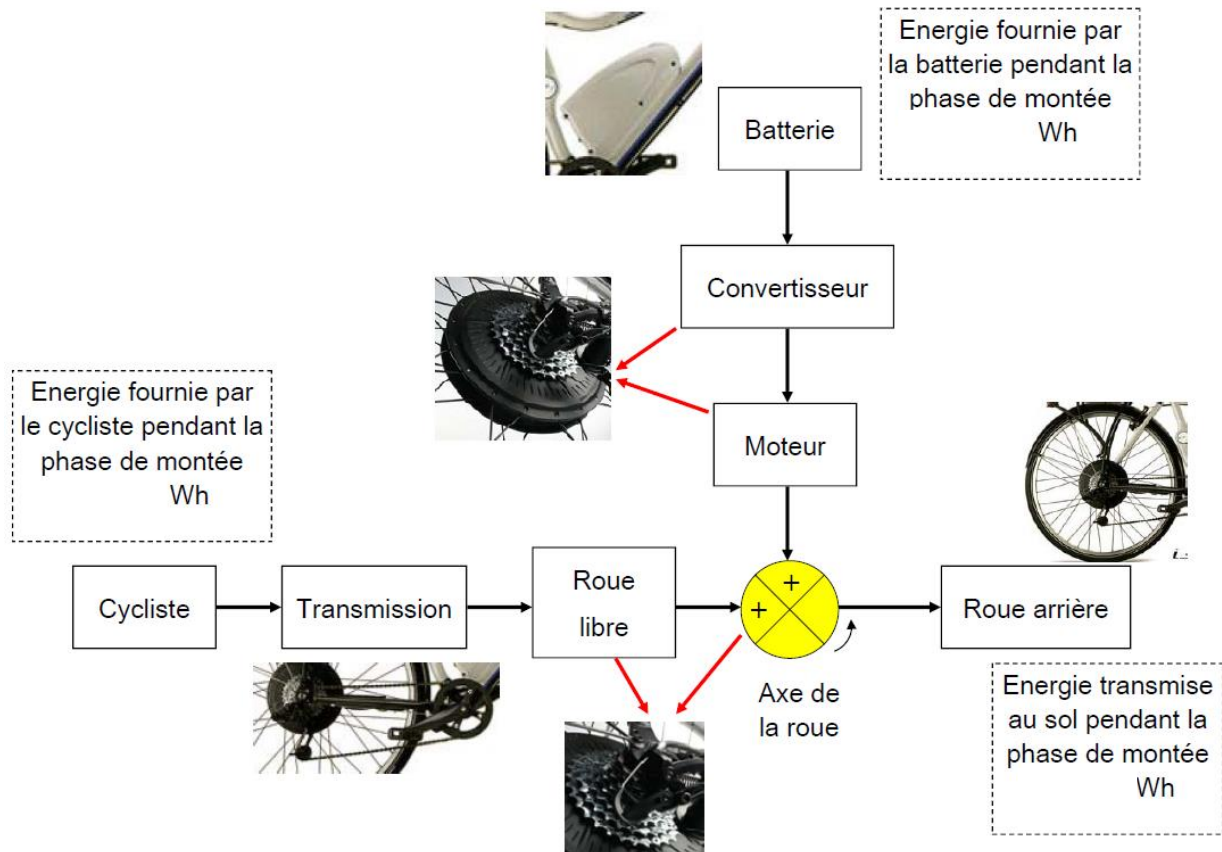 Energie fournie par
la batterie pendant la
phase de montée
Wh
Batterie
Convertisseur
Energie fournie par
le cycliste pendant la
phase de montée
Wh
Moteur
Cycliste
Transmission
Roue
libre
+
+
Roue arrière
Axe de
la roue
Energie transmise
au sol pendant la
phase de montée
Wh